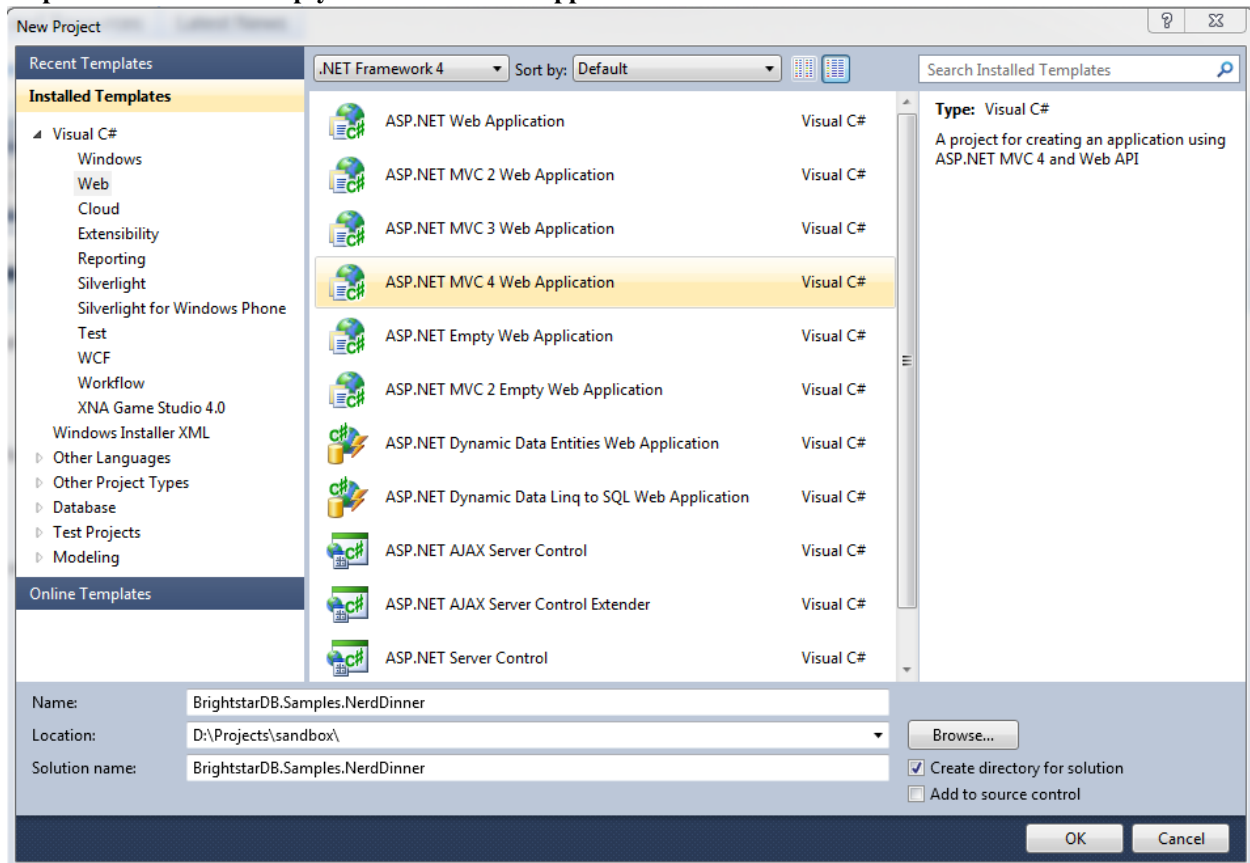 New Project
Recent Templates
Installed Templates
Visual C#
Windows
Web
Cloud
Extensibility
Reporting
Silverlight
Silverlight for Windows Phone
Test
WCF
Workflow
XNA Game Studio 4.0
Windows Installer XML
Other Languages
Other Project Types
Database
Test Projects
Modeling
Online Templates
.NET Framework 4 Sort by: Default
ASP.NET Web Application Visual C#
ASP.NET MVC 2 Web Application Visual C#
ASP.NET MVC 3 Web Application Visual C#
ASP.NET MVC 4 Web Application Visual C#
ASP.NET Empty Web Application Visual C#
ASP.NET MVC 2 Empty Web Application Visual C#
ASP.NET Dynamic Data Entities Web Application Visual C#
ASP.NET Dynamic Data Linq to SQL Web Application Visual C#
ASP.NET AJAX Server Control Visual C#
ASP.NET AJAX Server Control Extender Visual C#
ASP.NET Server Control Visual C#
Search Installed Templates
Type: Visual C#
A project for creating an application using
ASP.NET MVC 4 and Web API
Name: BrightstarDB.Samples.NerdDinner
Location: D:\Projects\sandbox\
Browse...
Solution name: BrightstarDB.Samples.NerdDinner
Create directory for solution
Add to source control
OK Cancel